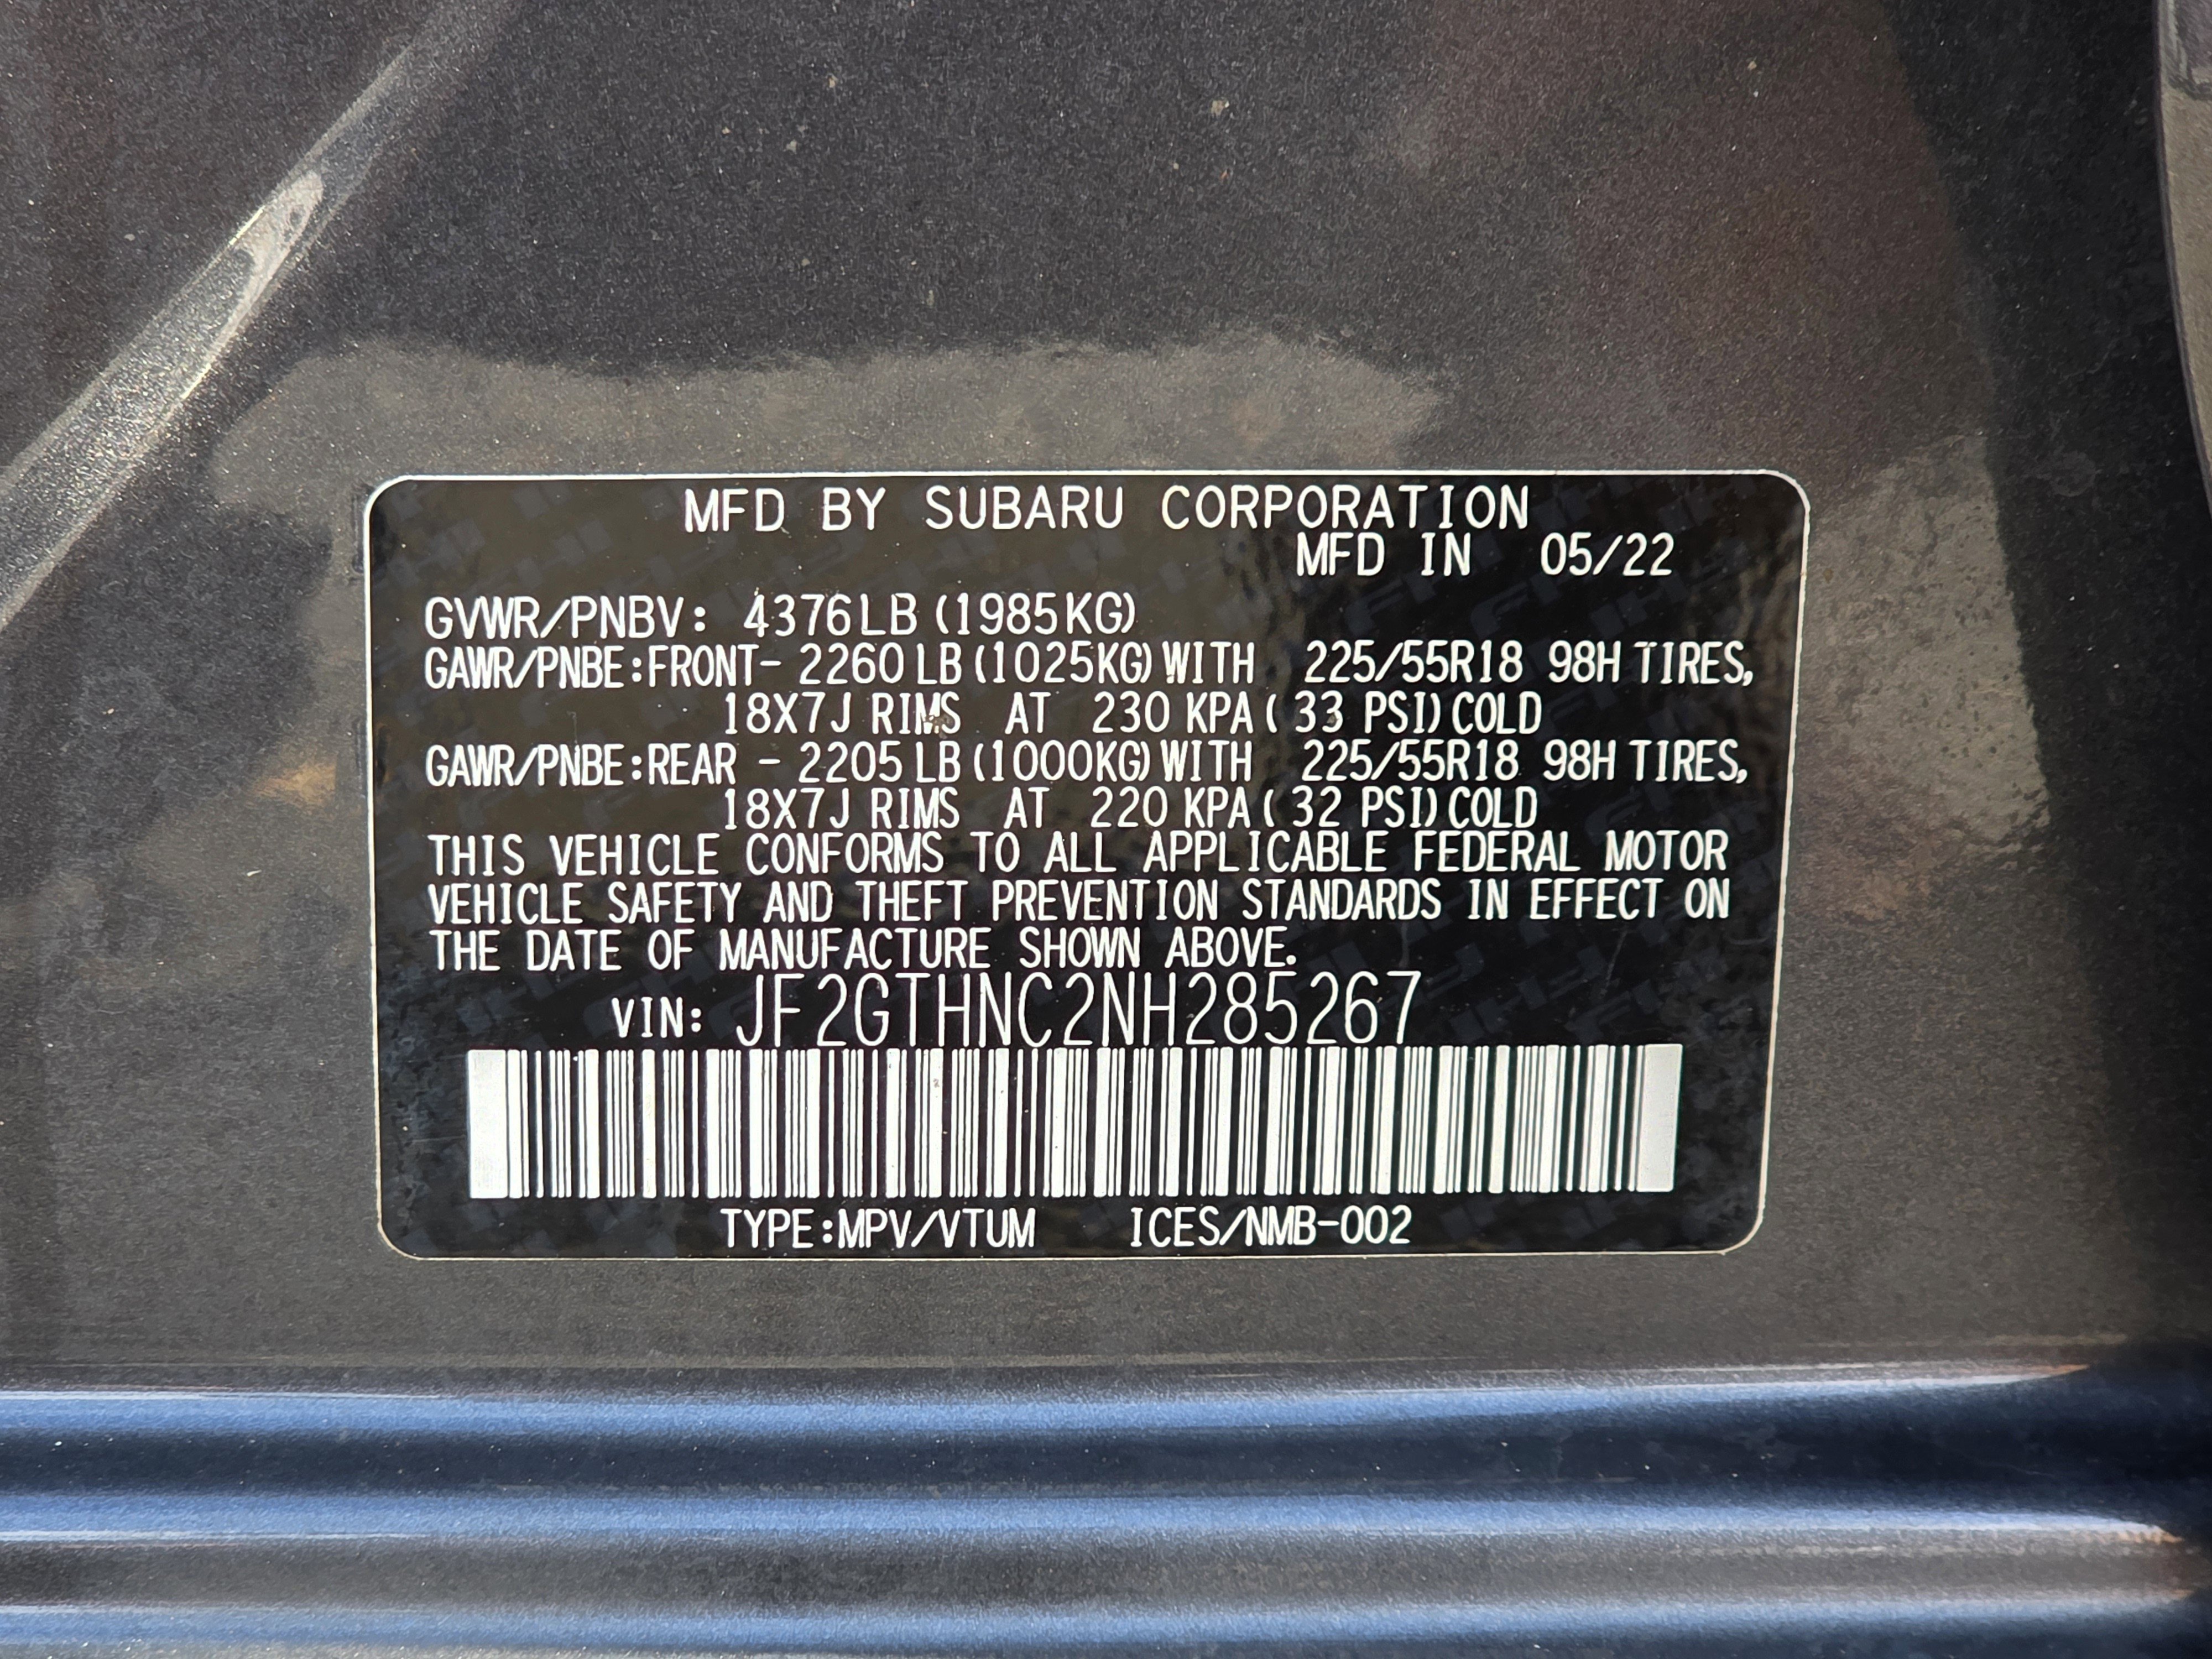 MFD BY SUBARU CORPORATION
MFD IN 05/22
GVWR/PNBV: 4376LB (1985KG)
GAWR/PNBE:FRONT- 2260 LB (1025KG) WITH 225/55R18 98H TIRES,
18X7J RIMS AT 230 KPA ( 33 PSI) COLD
GAWR/PNBE:REAR - 2205 LB (1000KG) WITH 225/55R18 98H TIRES,
18X7J RIMS AT 220 KPA ( 32 PSI) COLD
THIS VEHICLE CONFORMS TO ALL APPLICABLE FEDERAL MOTOR
VEHICLE SAFETY AND THEFT PREVENTION STANDARDS IN EFFECT ON
THE DATE OF MANUFACTURE SHOWN ABOVE.
VIN: JF2GTHNC2NH285267
TYPE:MPV/VTUM ICES/NMB-002